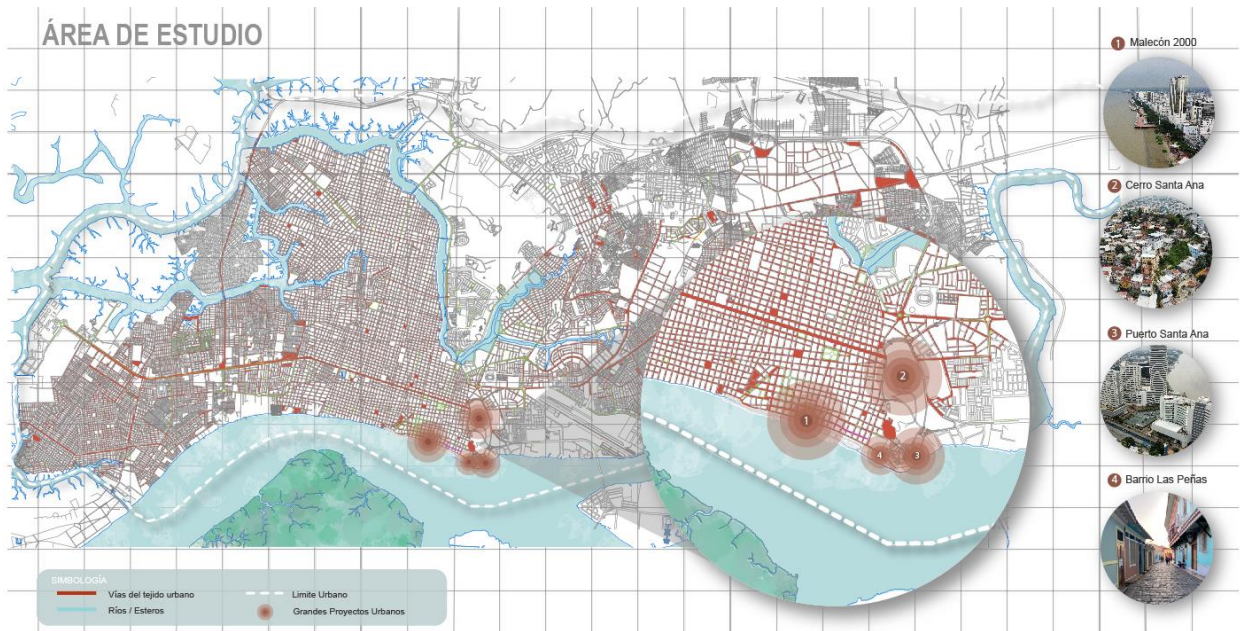 ÁREA DE ESTUDIO
1 Malecón 2000
2 Cerro Santa Ana
3 Puerto Santa Ana
4 Barrio Las Peñas
2
1
4
3
SIMBOLOGÍA
Vías del tejido urbano
Ríos / Esteros
Limite Urbano
Grandes Proyectos Urbanos